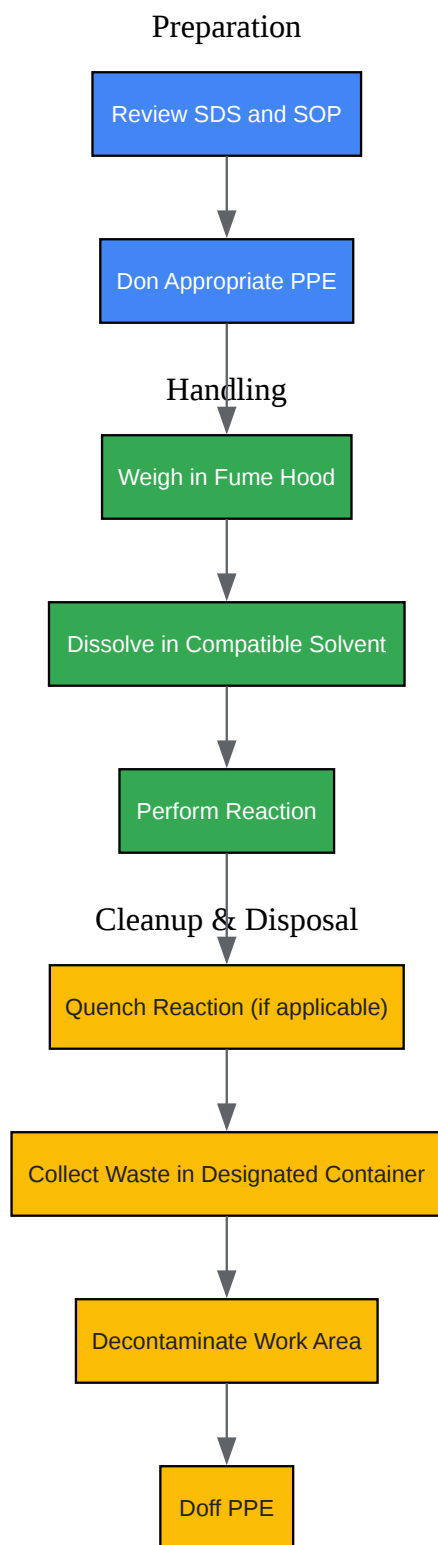 Preparation
Review SDS and SOP
Don Appropriate PPE
Handling
Weigh in Fume Hood
Dissolve in Compatible Solvent
Perform Reaction
Cleanup & Disposal
Quench Reaction (if applicable)
Collect Waste in Designated Container
Decontaminate Work Area
Doff PPE